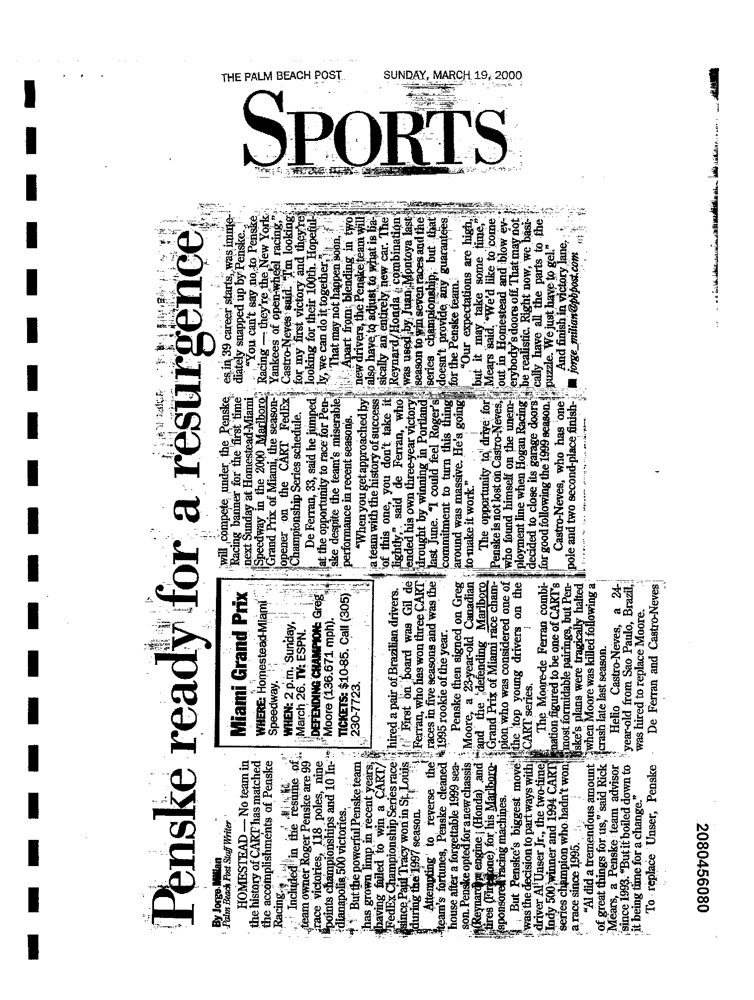 THE PALM BEACH POST SUNDAY, MARCH 19, 2000
SPORTS
Penske ready for a resurgence
By Jorge Milian
Palm Beach Post Staff Writer
HOMESTEAD — No team in
the history of CART has matched
the accomplishments of Penske
Racing.
Included in the resume of
team owner Roger Penske are 99
race victories, 118 poles, nine
points championships and 10 In-
dianapolis 500 victories.
But the powerful Penske team
has grown limp in recent years,
having failed to win a CART/
FedEx Championship Series race
since Paul Tracy won in St. Louis
during the 1997 season.
Attempting to reverse the
team's fortunes, Penske cleaned
house after a forgettable 1999 sea-
son. Penske opted for a new chassis
(Reynard), engine (Honda), and
tires (Firestone) for his Marlboro-
sponsored racing machines.
But Penske's biggest move
was the decision to part ways with
driver Al Unser Jr., the two-time
Indy 500 winner and 1994 CART
series champion who hadn't won
a race since 1995.
"Al did a tremendous amount
of great things for us," said Rick
Mears, a Penske team advisor
since 1993. "But it boiled down to
it being time for a change."
To replace Unser, Penske
Miami Grand Prix
WHERE: Homestead-Miami
Speedway.
WHEN: 2 p.m. Sunday,
March 26. TV: ESPN.
DEFENDING CHAMPION: Greg
Moore (136.671 mph).
TICKETS: $10-85. Call (305)
230-7723.
hired a pair of Brazilian drivers.
First on board was Gil de
Ferran, who has won three CART
races in five seasons and was the
1995 rookie of the year.
Penske then signed on Greg
Moore, a 23-year-old Canadian
and the defending Marlboro
Grand Prix of Miami race cham-
pion who was considered one of
the top young drivers on the
CART series.
The Moore-de Ferran combi-
nation figured to be one of CART's
most formidable pairings, but Pen-
ske's plans were tragically halted
when Moore was killed following a
crash late last season.
Helio Castro-Neves, a 24-
year-old from Sao Paulo, Brazil,
was hired to replace Moore.
De Ferran and Castro-Neves
will compete under the Penske
Racing banner for the first time
next Sunday at Homestead-Miami
Speedway in the 2000 Marlboro
Grand Prix of Miami, the season-
opener on the CART FedEx
Championship Series schedule.
De Ferran, 33, said he jumped
at the opportunity to race for Pen-
ske despite the team's miserable
performance in recent seasons.
"When you get approached by
a team with the history of success
of this one, you don't take it
lightly," said de Ferran, who
ended his own three-year victory
drought by winning in Portland
last June. "I could feel Roger's
commitment to turn this thing
around was massive. He's going
to make it work."
The opportunity to drive for
Penske is not lost on Castro-Neves,
who found himself on the unem-
ployment line when Hogan Racing
decided to close its garage doors
for good following the 1999 season.
Castro-Neves, who has one
pole and two second-place finish-
es in 39 career starts, was imme-
diately snapped up by Penske.
"You can't say no to Penske
Racing — they're the New York
Yankees of open-wheel racing,"
Castro-Neves said. "I'm looking
for my first victory and they're
looking for their 100th. Hopeful-
ly, we can do it together."
That may not happen soon.
Apart from blending in two
new drivers, the Penske team will
also have to adjust to what is ba-
sically an entirely new car. The
Reynard/Honda combination
was used by Juan Montoya last
season to win seven races and the
series championship, but that
doesn't provide any guarantees
for the Penske team.
"Our expectations are high,
but it may take some time,"
Mears said. "We'd like to come
out in Homestead and blow ev-
erybody's doors off. That may not
be realistic. Right now, we basi-
cally have all the parts to the
puzzle. We just have to gel."
And finish in victory lane.
■ jorge_milian@pbpost.com
2080456080